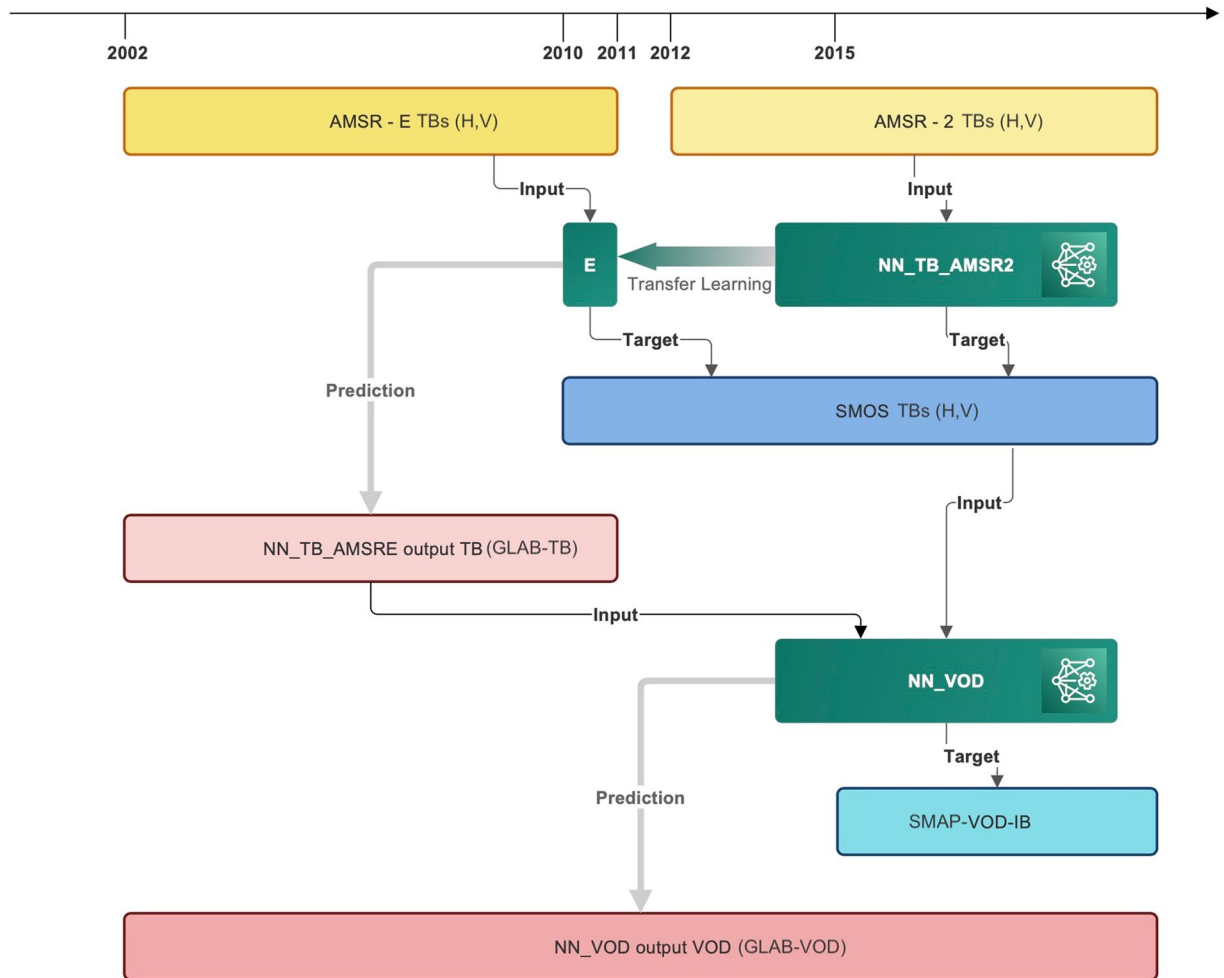 2002
2010
2011
2012
2015
AMSR - E TBs (H,V)
AMSR - 2 TBs (H,V)
Input
Input
E
Transfer Learning
NN_TB_AMSR2
Target
Target
Prediction
SMOS TBs (H,V)
Input
NN_TB_AMSRE output TB (GLAB-TB)
Input
NN_VOD
Target
Prediction
SMAP-VOD-IB
NN_VOD output VOD (GLAB-VOD)